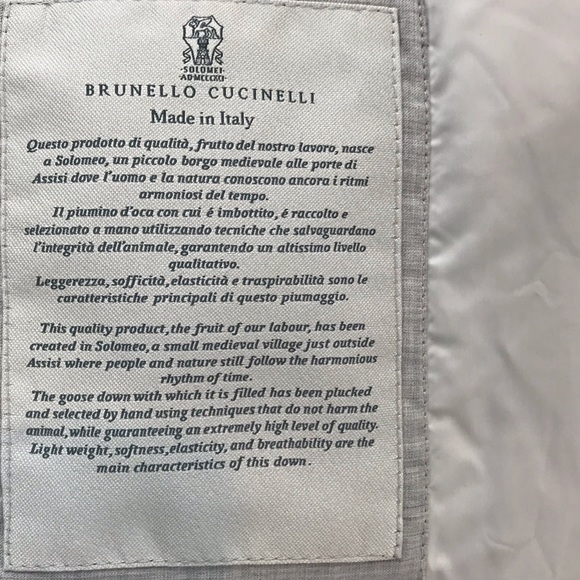 ·SOLOMEI·
·AD·MCCCXCI·
BRUNELLO CUCINELLI
Made in Italy
Questo prodotto di qualità, frutto del nostro lavoro, nasce
a Solomeo, un piccolo borgo medievale alle porte di
Assisi dove l'uomo e la natura conoscono ancora i ritmi
armoniosi del tempo.
Il piumino d'oca con cui é imbottito, é raccolto e
selezionato a mano utilizzando tecniche che salvaguardano
l'integrità dell'animale, garantendo un altissimo livello
qualitativo.
Leggerezza, sofficità, elasticità e traspirabilità sono le
caratteristiche principali di questo piumaggio.
This quality product, the fruit of our labour, has been
created in Solomeo, a small medieval village just outside
Assisi where people and nature still follow the harmonious
rhythm of time.
The goose down with which it is filled has been plucked
and selected by hand using techniques that do not harm the
animal, while guaranteeing an extremely high level of quality.
Light weight, softness, elasticity, and breathability are the
main characteristics of this down.